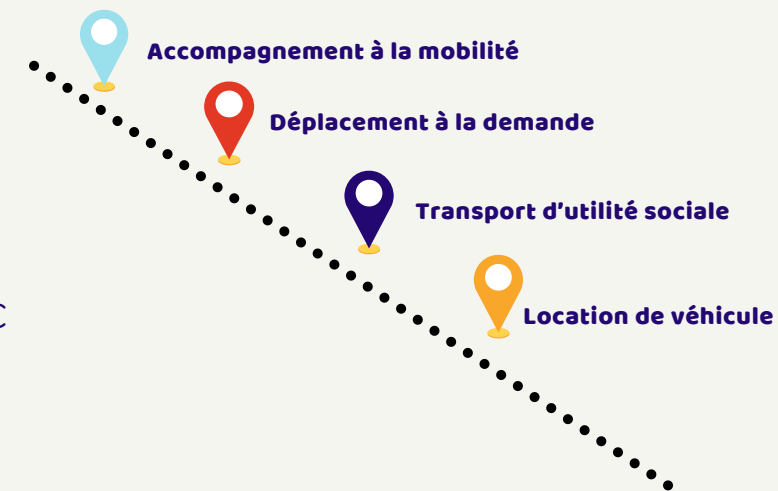 Accompagnement à la mobilité
Déplacement à la demande
Transport d’utilité sociale
Location de véhicule